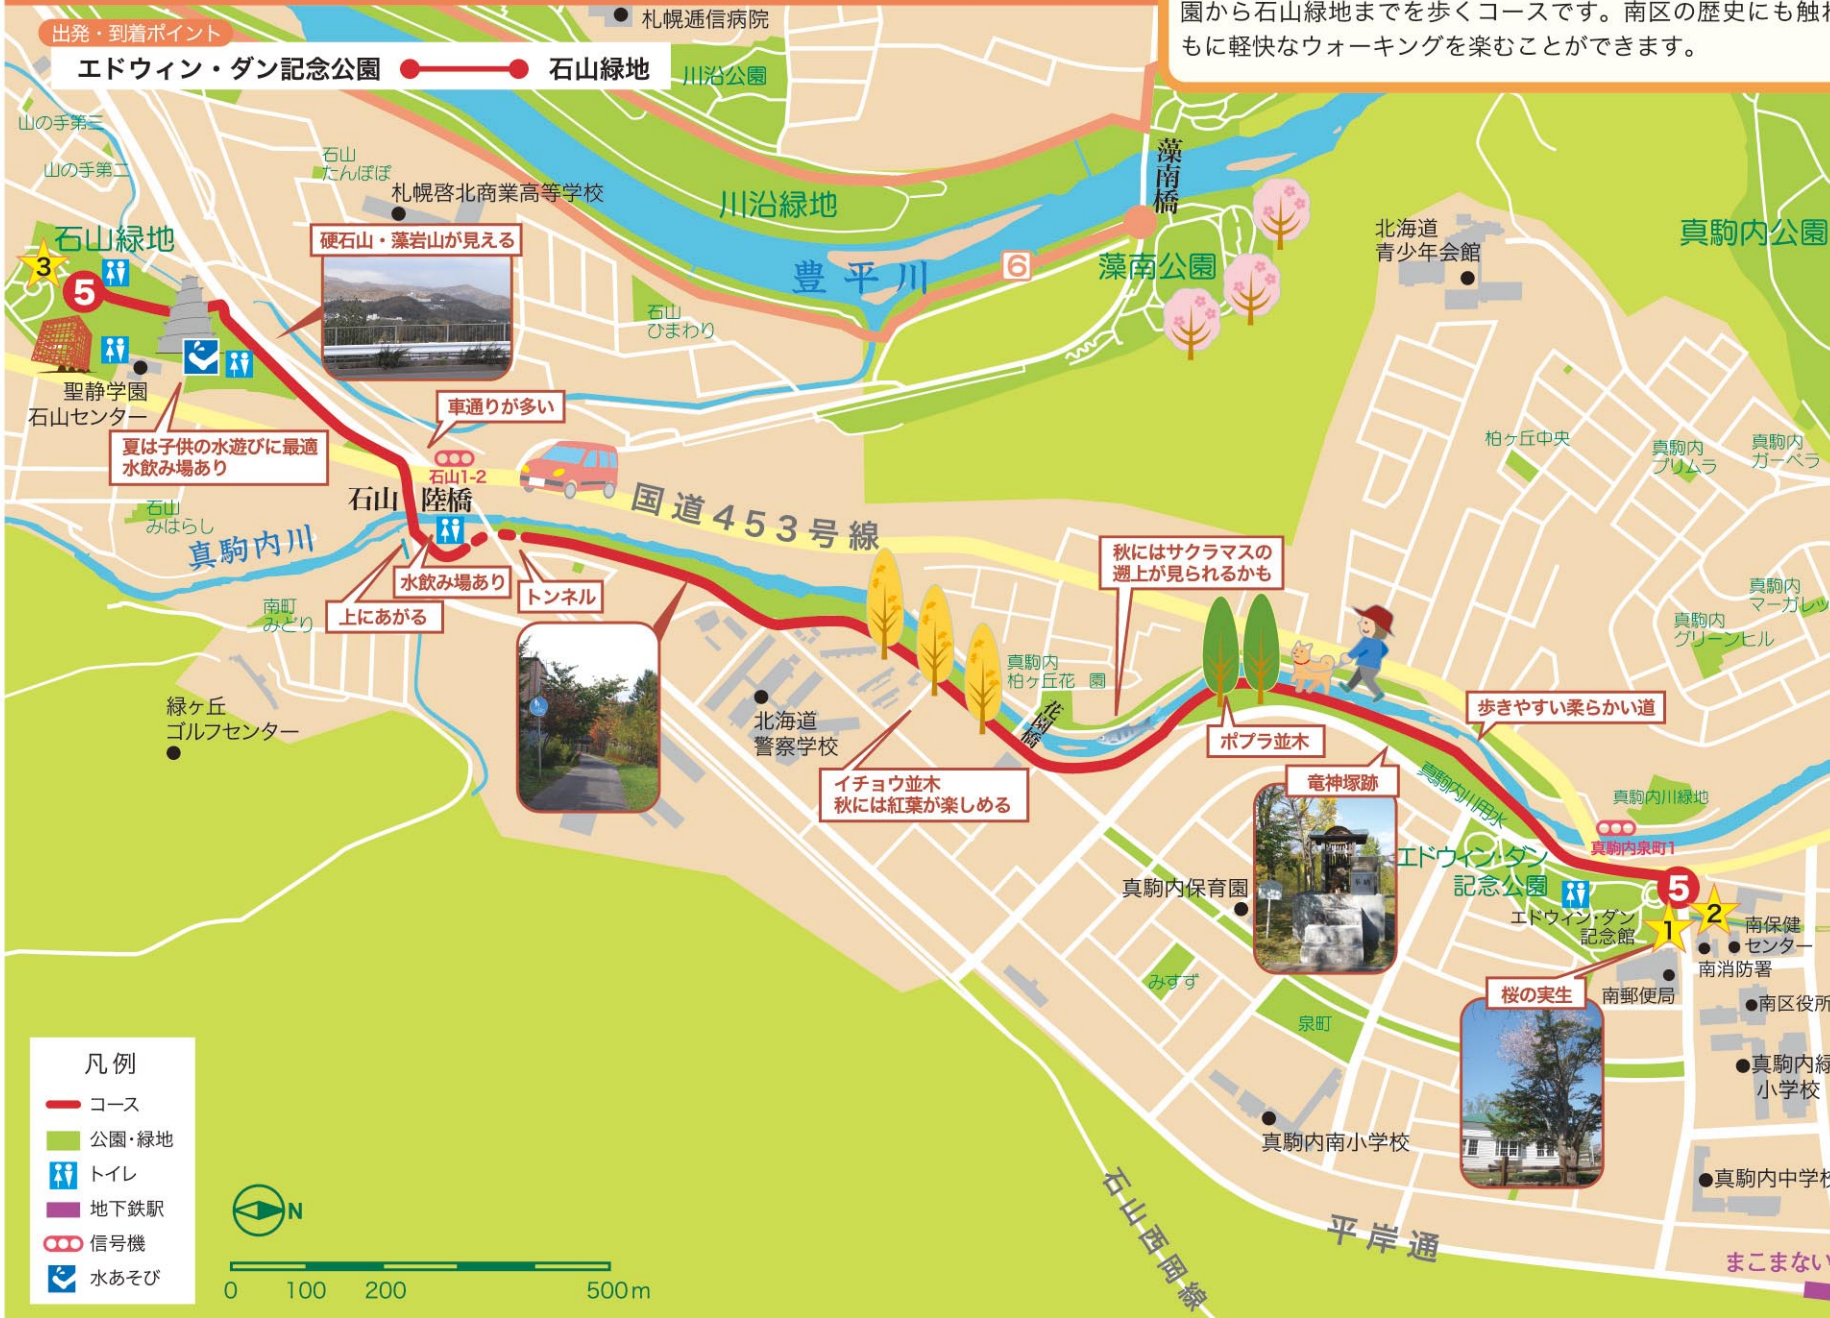 園から石山緑地までを歩くコースです。南区の歴史にも触れ
もに軽快なウォーキングを楽むことができます。
出発・到着ポイント
エドウィン・ダン記念公園
石山緑地
札幌逓信病院
川沿公園
山の手第三
山の手第二
石山
たんぽぽ
札幌啓北商業高等学校
川沿緑地
藻南橋
石山緑地
3
5
硬石山・藻岩山が見える
豊平川
6
藻南公園
北海道
青少年会館
真駒内公園
石山
ひまわり
聖静学園
石山センター
車通りが多い
夏は子供の水遊びに最適
水飲み場あり
石山1-2
石山 陸橋
国道453号線
柏ヶ丘中央
真駒内
プリムラ
真駒内
ガーベラ
石山
みはらし
真駒内川
水飲み場あり
トンネル
上にあがる
南町
みどり
秋にはサクラマスの
遡上が見られるかも
真駒内
マーガレッ
真駒内
グリーンヒル
真駒内
柏ヶ丘花 園
花園橋
緑ヶ丘
ゴルフセンター
北海道
警察学校
ポプラ並木
歩きやすい柔らかい道
イチョウ並木
秋には紅葉が楽しめる
竜神塚跡
真駒内川用水
真駒内川緑地
真駒内泉町1
エドウィン・ダン
記念公園
5
真駒内保育園
エドウィン・ダン
記念館
1
2
南保健
センター
南消防署
みすず
桜の実生
南郵便局
南区役所
泉町
真駒内緑
小学校
真駒内南小学校
真駒内中学校
石山西岡線
平岸通
まこまない
凡例
コース
公園・緑地
トイレ
地下鉄駅
信号機
水あそび
N
0 100 200 500m